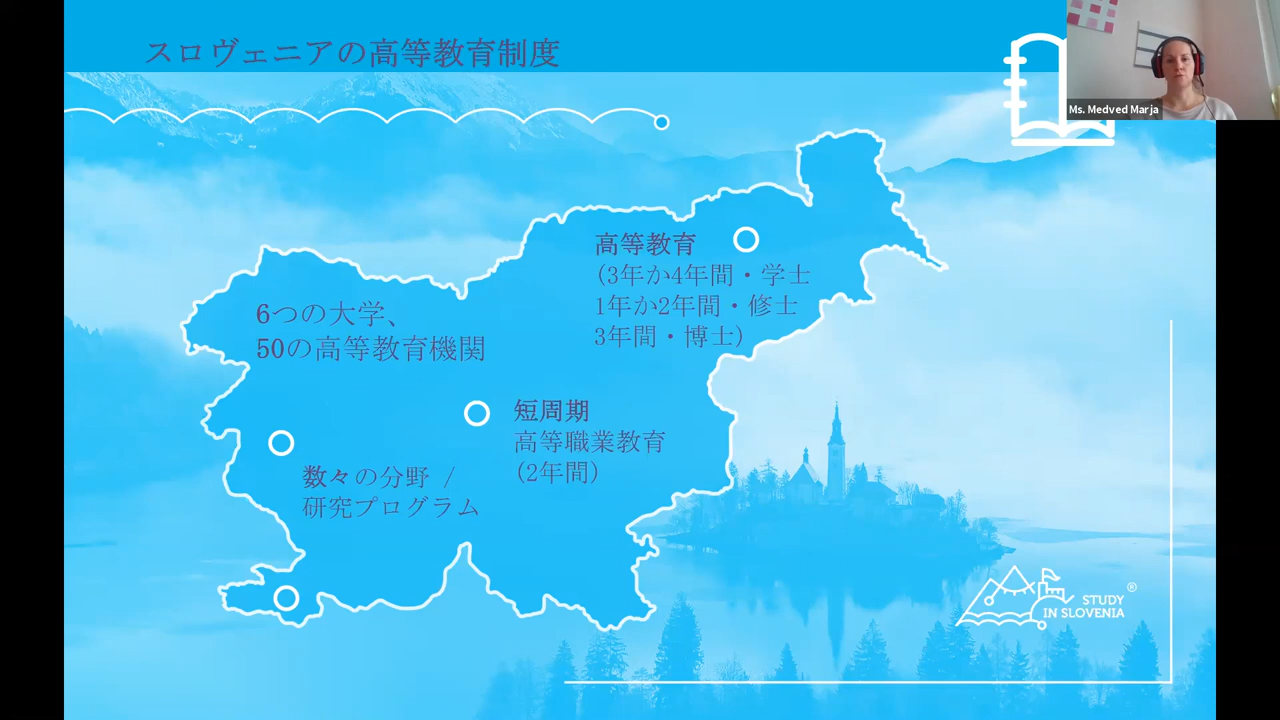 スロヴェニアの高等教育制度
Ms. Medved Marja
高等教育
(3年か4年間・学士
1年か2年間・修士
3年間・博士)
6つの大学、
50の高等教育機関
短周期
高等職業教育
(2年間)
数々の分野 /
研究プログラム
STUDY ®
IN SLOVENIA